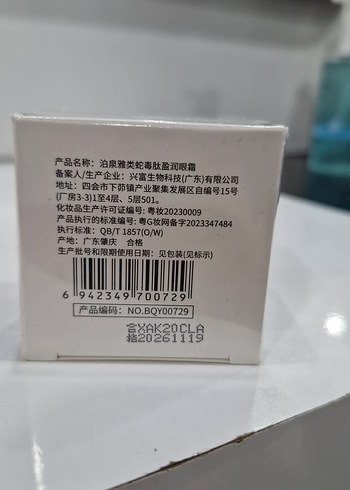 产品名称：泊泉雅类蛇毒肽盈润眼霜
备案人/生产企业：兴富生物科技(广东)有限公司
地址：四会市下茆镇产业聚集发展区自编号15号
(厂房3-3)1至4层、5层501。
化妆品生产许可证编号：粤妆20230009
产品执行的标准编号：粤G妆网备字2023347484
执行标准：QB/T 1857(O/W)
产地：广东肇庆 合格
生产批号和限期使用日期：见包装(见标示)
6 942349 700729
产品编码：NO.BQY00729
XAK20CLA
20261119